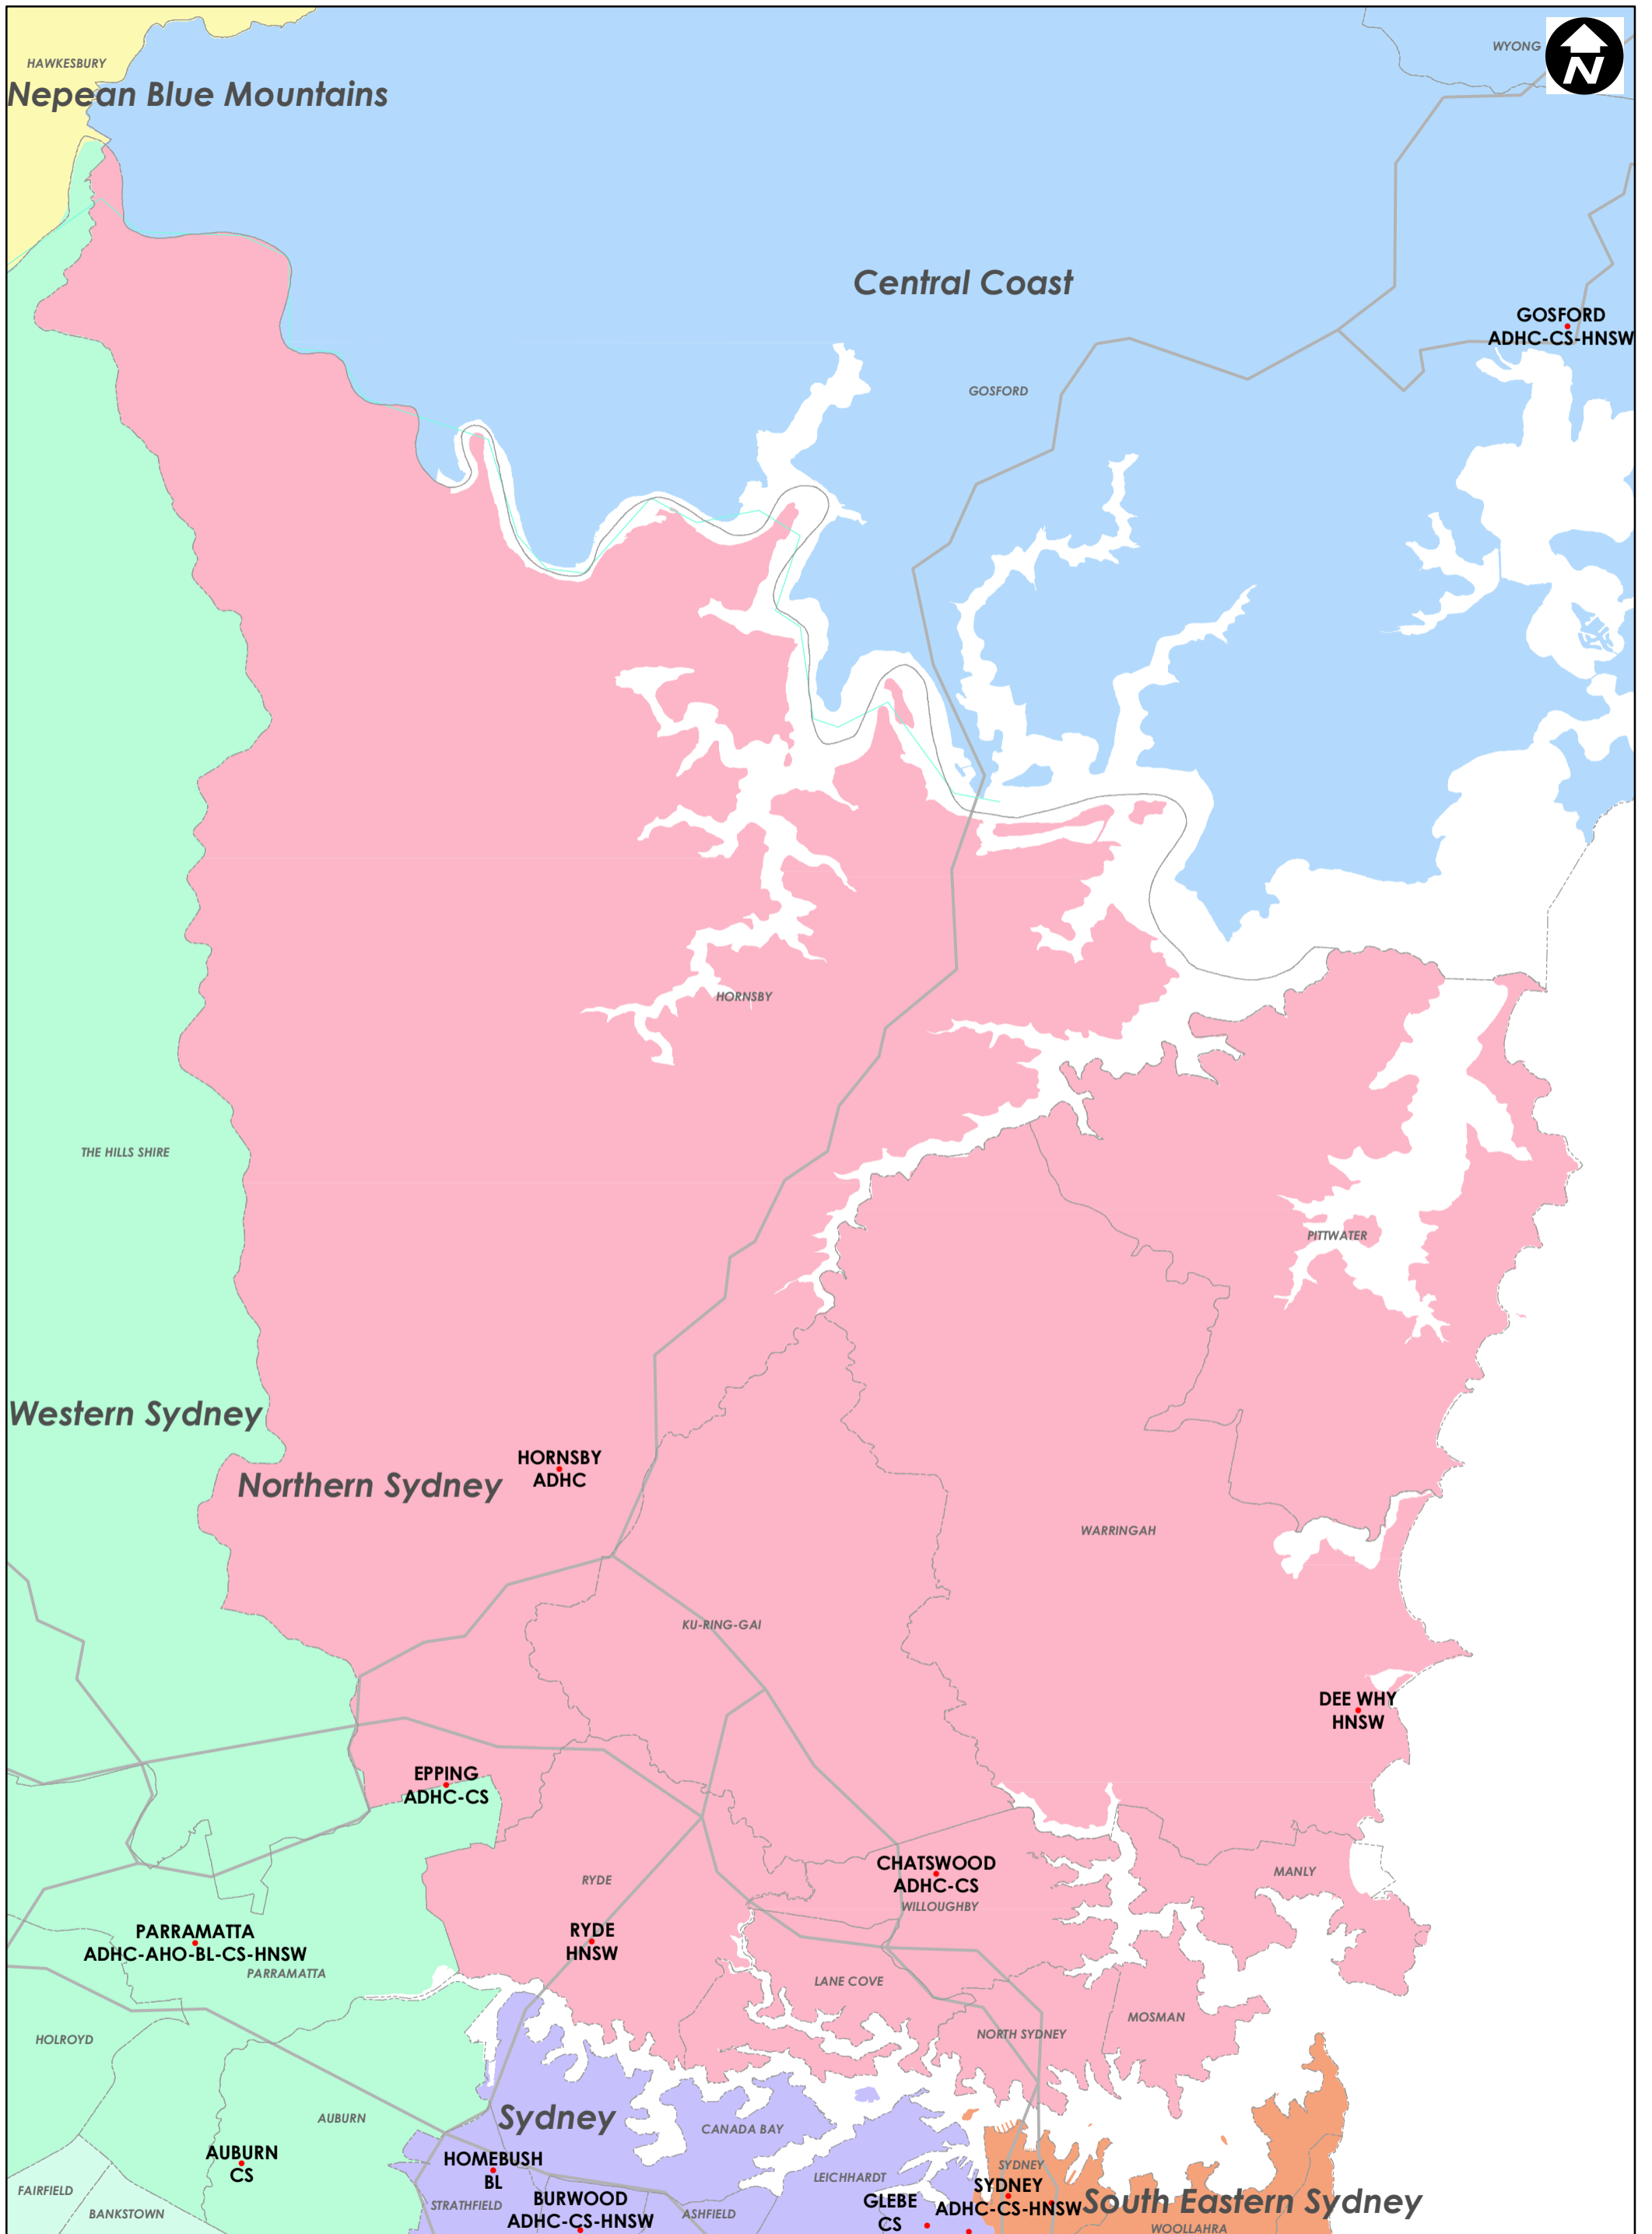 WYONG
N
HAWKESBURY
Nepean Blue Mountains
Central Coast
GOSFORD
ADHC-CS-HNSW
GOSFORD
HORNSBY
THE HILLS SHIRE
PITTWATER
Western Sydney
Northern Sydney
HORNSBY
ADHC
WARRINGAH
KU-RING-GAI
DEE WHY
HNSW
EPPING
ADHC-CS
CHATSWOOD
ADHC-CS
WILLOUGHBY
MANLY
RYDE
RYDE
HNSW
PARRAMATTA
ADHC-AHO-BL-CS-HNSW
PARRAMATTA
LANE COVE
MOSMAN
NORTH SYDNEY
HOLROYD
AUBURN
Sydney
CANADA BAY
AUBURN
CS
HOMEBUSH
BL
SYDNEY
LEICHHARDT
SYDNEY
ADHC-CS-HNSW
South Eastern Sydney
FAIRFIELD
STRATHFIELD
BURWOOD
ADHC-CS-HNSW
GLEBE
CS
BANKSTOWN
ASHFIELD
WOOLLAHRA